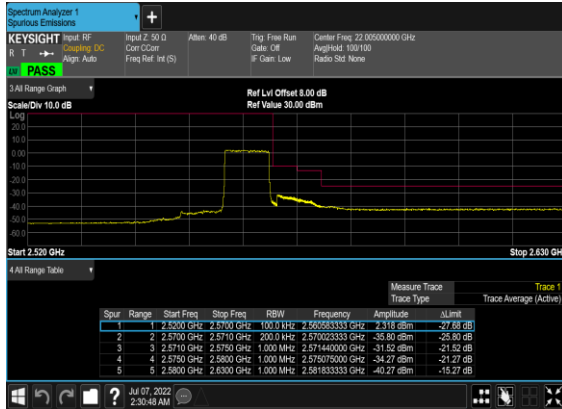 Spectrum Analyzer 1
Spurious Emissions
KEYSIGHT Input: RF Input Z: 50 Ω Atten: 40 dB Trig: Free Run Center Freq: 22.005000000 GHz
R T Coupling: DC Corr CCorr Gate: Off Avg|Hold: 100/100
Align: Auto Freq Ref: Int (S) IF Gain: Low Radio Std: None
PASS
3 All Range Graph
Ref Lvl Offset 8.00 dB
Scale/Div 10.0 dB Ref Value 30.00 dBm
Log
20.0
10.0
0.00
-10.0
-20.0
-30.0
-40.0
-50.0
-60.0
Start 2.520 GHz Stop 2.630 GHz
4 All Range Table
Measure Trace Trace 1
Trace Type Trace Average (Active)
Spur Range Start Freq Stop Freq RBW Frequency Amplitude ΔLimit
1 1 2.5200 GHz 2.5700 GHz 100.0 kHz 2.560583333 GHz 2.318 dBm -27.68 dB
2 2 2.5700 GHz 2.5710 GHz 200.0 kHz 2.570023333 GHz -35.80 dBm -25.80 dB
3 3 2.5710 GHz 2.5750 GHz 1.000 MHz 2.571440000 GHz -31.52 dBm -21.52 dB
4 4 2.5750 GHz 2.5800 GHz 1.000 MHz 2.575075000 GHz -34.27 dBm -21.27 dB
5 5 2.5800 GHz 2.6300 GHz 1.000 MHz 2.581833333 GHz -40.27 dBm -15.27 dB
Jul 07, 2022
2:30:48 AM